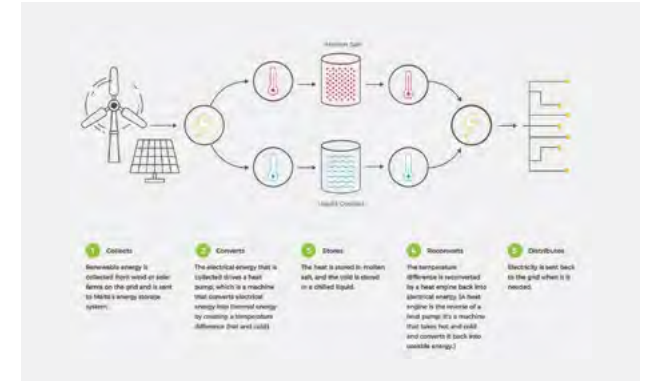 Molten Salt
Liquid Coolant
1 Collects
Renewable energy is
collected from wind or solar
farms on the grid and is sent
to Malta's energy storage
system.
2 Converts
The electrical energy that is
collected drives a heat
pump, which is a machine
that converts electrical
energy into thermal energy
by creating a temperature
difference (hot and cold).
3 Stores
The heat is stored in molten
salt, and the cold is stored
in a chilled liquid.
4 Reconverts
The temperature
difference is reconverted
by a heat engine back into
electrical energy. (A heat
engine is the reverse of a
heat pump: it's a machine
that takes hot and cold
and converts it back into
useable energy.)
5 Distributes
Electricity is sent back
to the grid when it is
needed.